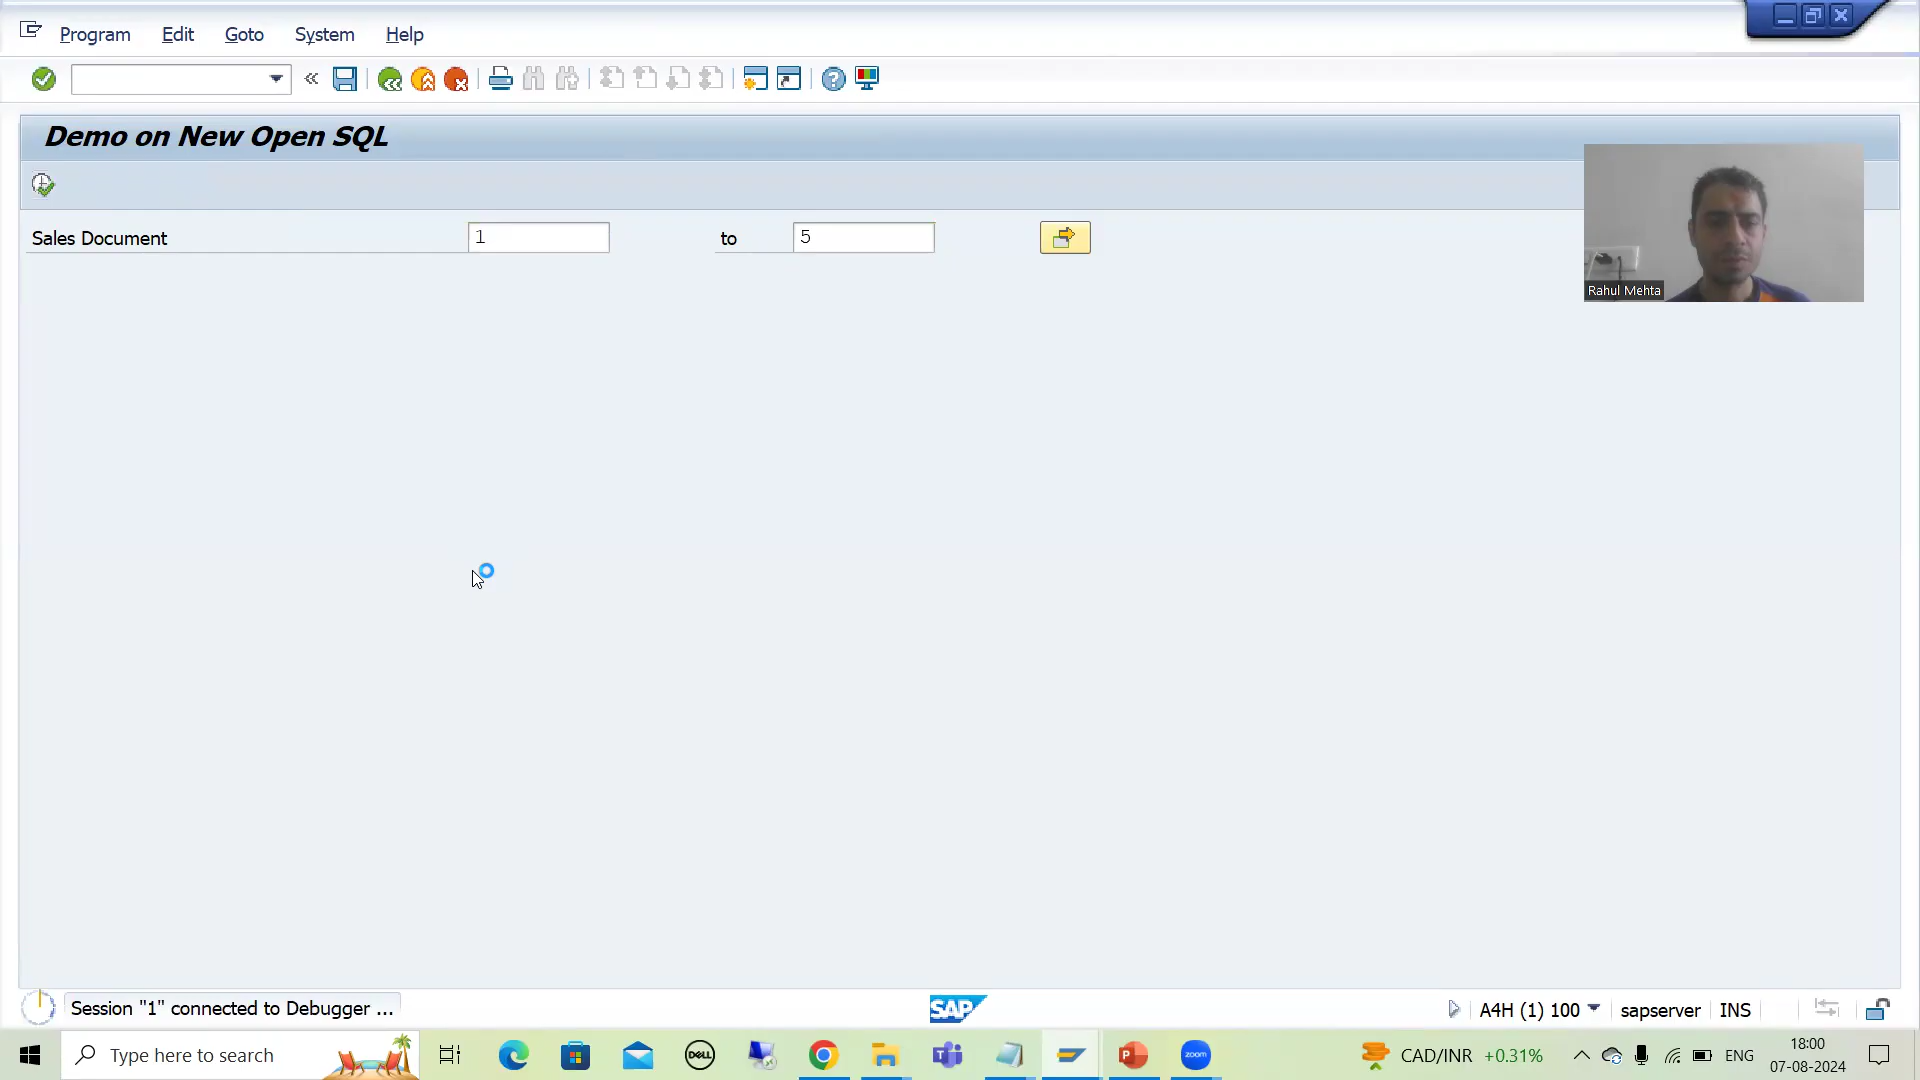 Program Edit Goto System Help
Demo on New Open SQL
Sales Document 1 to 5
Rahul Mehta
Session "1" connected to Debugger ...
SAP
A4H (1) 100 sapserver INS
Type here to search
DELL
zoom
CAD/INR +0.31%
ENG
18:00
07-08-2024